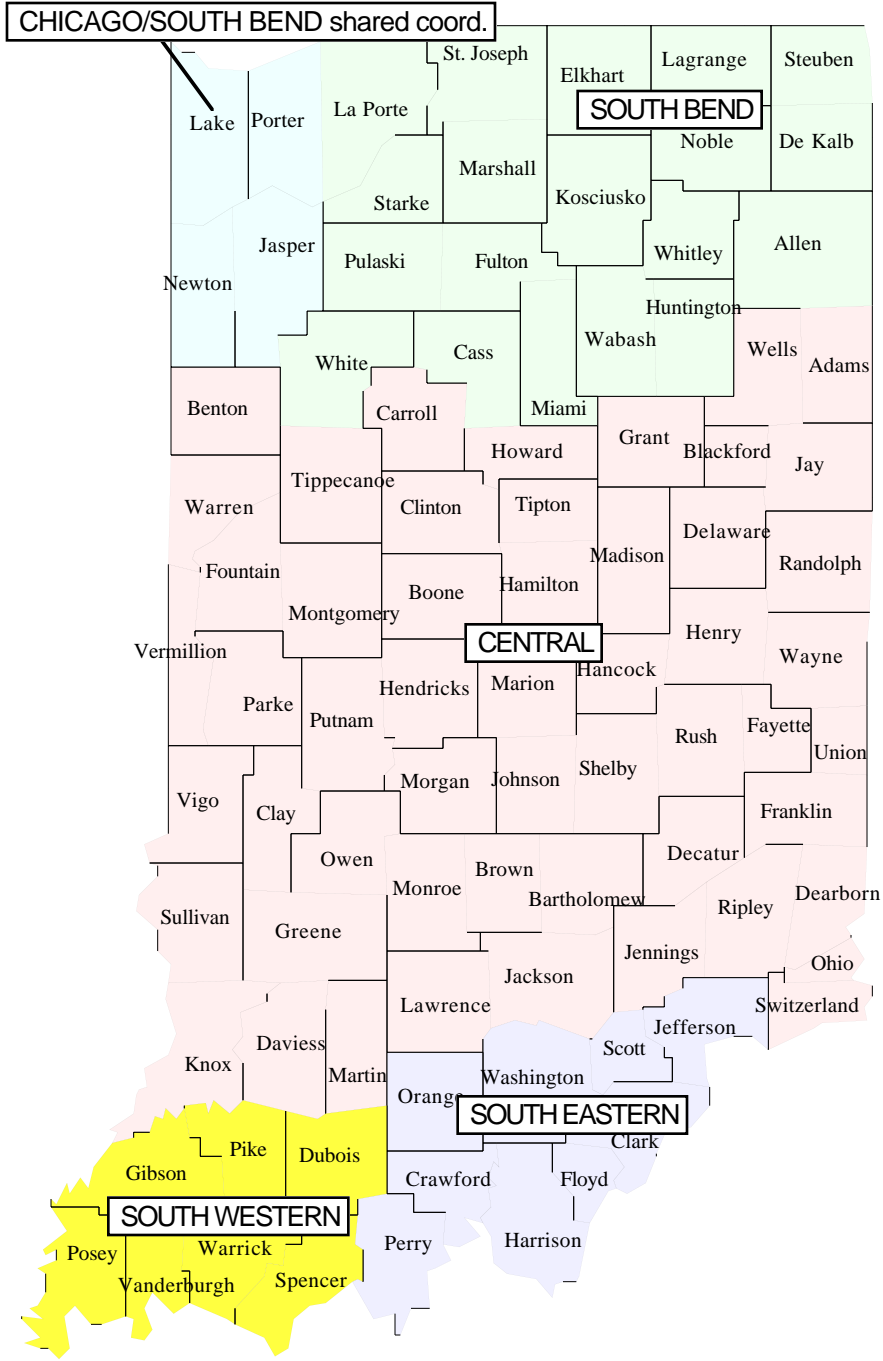 CHICAGO/SOUTH BEND shared coord.
St. Joseph
Lagrange
Steuben
Elkhart
La Porte
SOUTH BEND
Lake
Porter
Noble
De Kalb
Marshall
Kosciusko
Starke
Jasper
Allen
Whitley
Pulaski
Fulton
Newton
Huntington
Wabash
Wells
Cass
White
Adams
Benton
Miami
Carroll
Grant
Howard
Blackford
Jay
Tippecanoe
Warren
Clinton
Tipton
Delaware
Madison
Randolph
Fountain
Hamilton
Boone
Montgomery
Henry
CENTRAL
Vermillion
Wayne
Hancock
Marion
Hendricks
Parke
Putnam
Fayette
Rush
Union
Shelby
Johnson
Morgan
Vigo
Clay
Franklin
Decatur
Owen
Brown
Monroe
Bartholomew
Dearborn
Ripley
Sullivan
Greene
Jennings
Ohio
Jackson
Lawrence
Switzerland
Jefferson
Daviess
Scott
Knox
Martin
Washington
Orange
SOUTH EASTERN
Clark
Pike
Dubois
Gibson
Crawford
Floyd
SOUTH WESTERN
Harrison
Perry
Warrick
Posey
Spencer
Vanderburgh